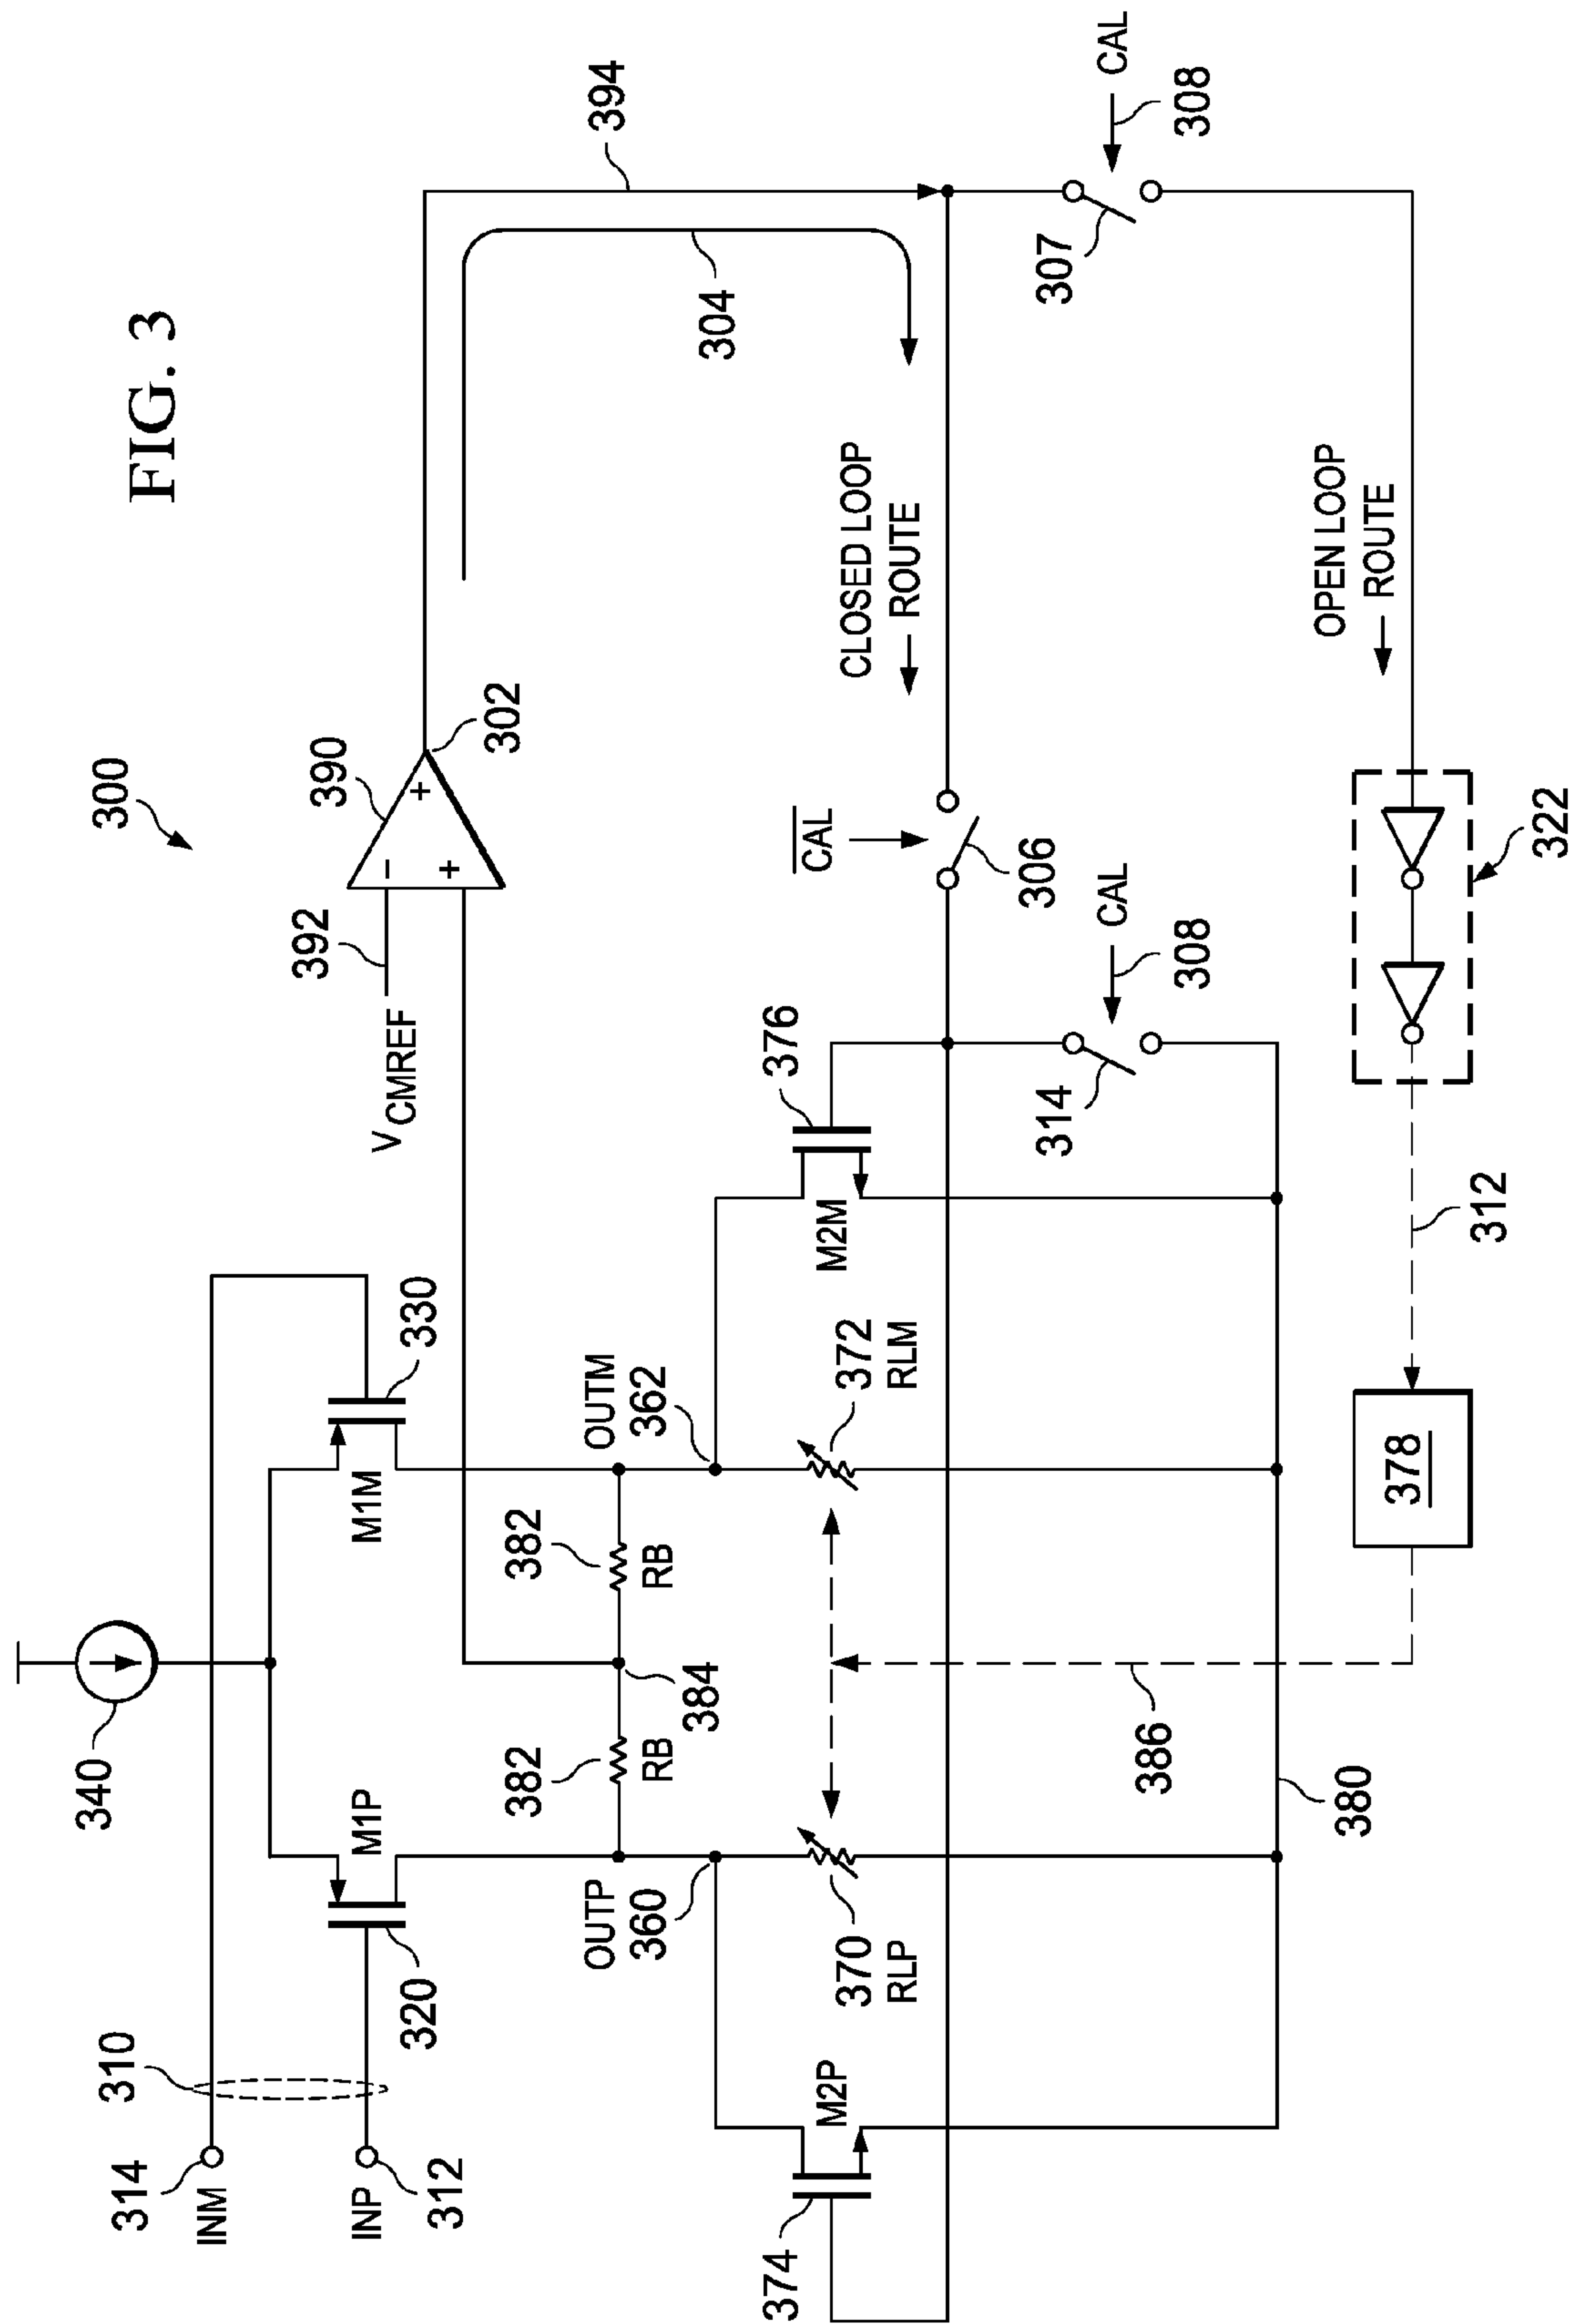 FIG. 3
300
340
310
314
INM
INP
312
320
M1P
M1M
330
392
VCMREF
390
-
+
+
302
394
304
382
RB
382
RB
384
OUTP
360
OUTM
362
374
M2P
370
RLP
372
RLM
M2M
376
CAL
306
CLOSED LOOP
ROUTE
314
CAL
308
307
CAL
308
OPEN LOOP
ROUTE
386
380
378
312
322